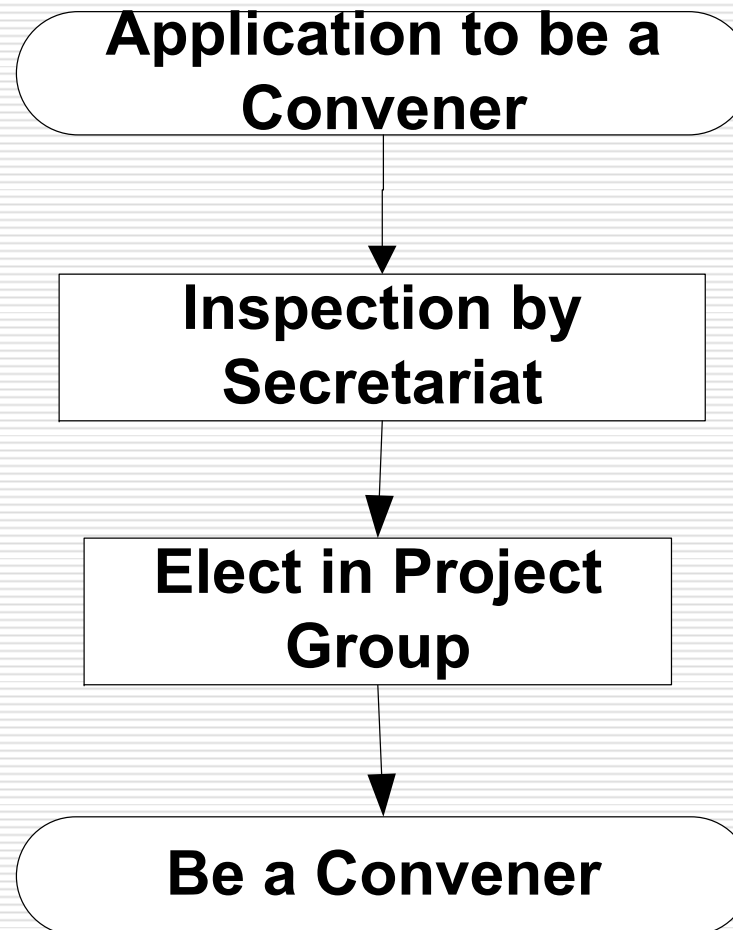 Application to be a
Convener
Inspection by
Secretariat
Elect in Project
Group
Be a Convener